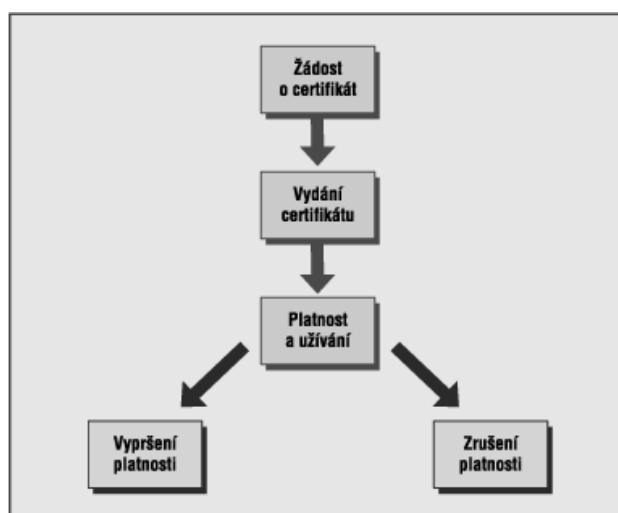 Žádost
o certifikát
Vydání
certifikátu
Platnost
a užívání
Vypršení
platnosti
Zrušení
platnosti